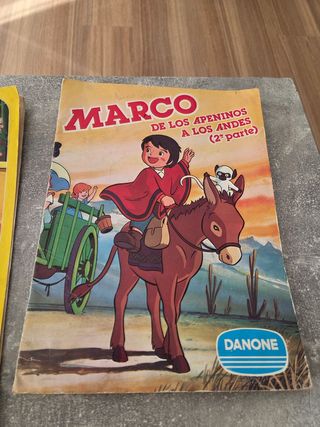 MARCO
DE LOS APENINOS
A LOS ANDES
(2ª parte)
DANONE